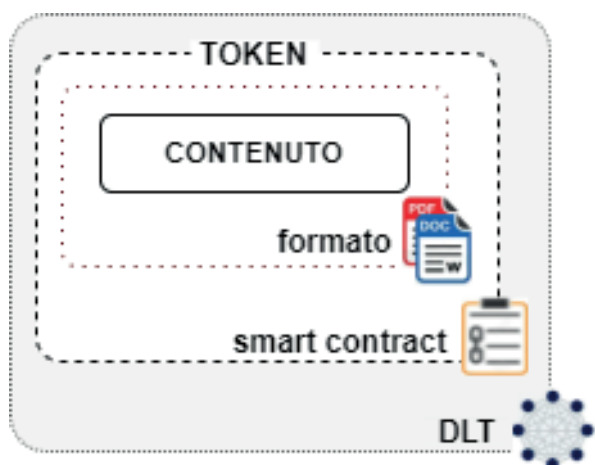 TOKEN
CONTENUTO
PDF
DOC
formato
W
smart contract
DLT